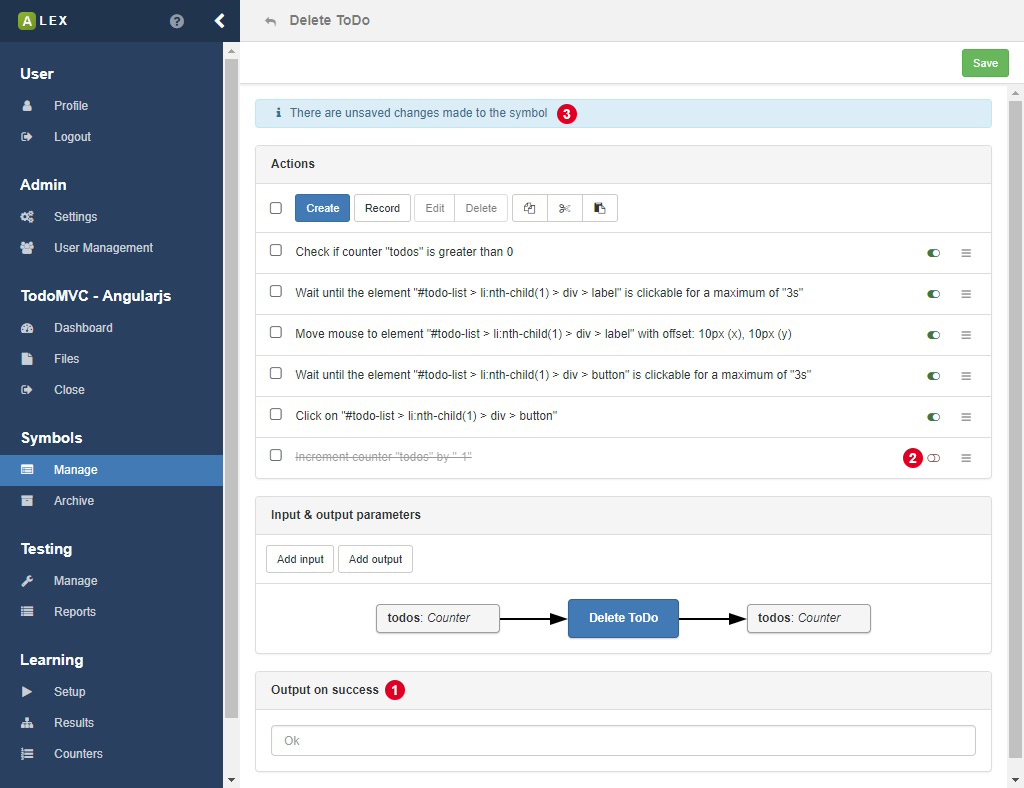 ALEX
?
Delete ToDo
Save
User
Profile
Logout
Admin
Settings
User Management
TodoMVC - Angularjs
Dashboard
Files
Close
Symbols
Manage
Archive
Testing
Manage
Reports
Learning
Setup
Results
Counters
There are unsaved changes made to the symbol 3
Actions
Create Record Edit Delete
Check if counter "todos" is greater than 0
Wait until the element "#todo-list > li:nth-child(1) > div > label" is clickable for a maximum of "3s"
Move mouse to element "#todo-list > li:nth-child(1) > div > label" with offset: 10px (x), 10px (y)
Wait until the element "#todo-list > li:nth-child(1) > div > button" is clickable for a maximum of "3s"
Click on "#todo-list > li:nth-child(1) > div > button"
Increment counter "todos" by "-1" 2
Input & output parameters
Add input Add output
todos: Counter Delete ToDo todos: Counter
Output on success 1
Ok